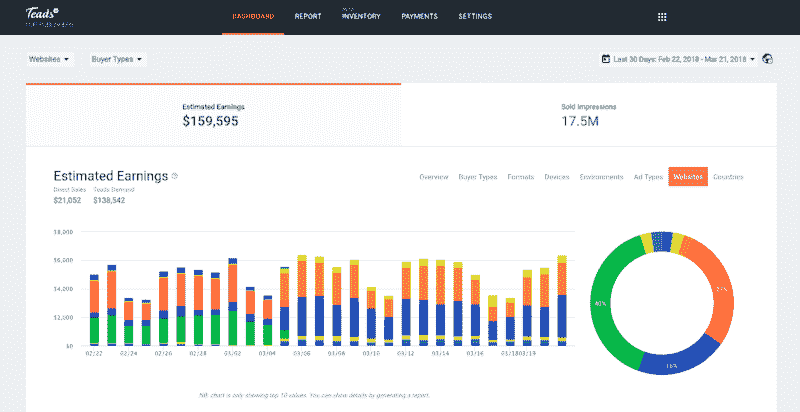 Teads
DASHBOARD REPORT INVENTORY PAYMENTS SETTINGS
Websites Buyer Types Last 30 Days: Feb 22, 2018 - Mar 21, 2018
Estimated Earnings
$159,595
Sold Impressions
17.5M
Estimated Earnings
Direct Sales Teads Demand
$21,052 $138,542
Overview Buyer Types Formats Devices Environments Ad Types Websites Countries
$8,000
$6,000
$4,000
$2,000
$0
02/22 02/24 02/26 02/28 03/02 03/04 03/06 03/08 03/10 03/12 03/14 03/16 03/18 03/19
40%
16%
chart is only showing top 10 values. You can show details by generating a report.